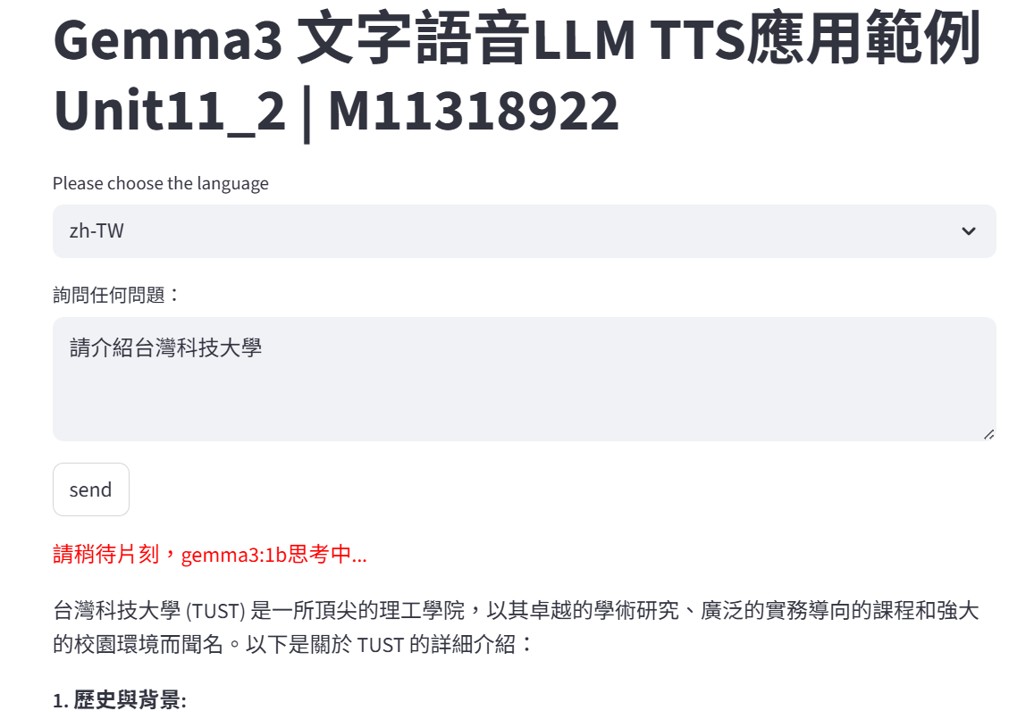 Gemma3 文字語音LLM TTS應用範例
Unit11_2 | M11318922
Please choose the language
zh-TW
詢問任何問題：
請介紹台灣科技大學
send
請稍待片刻，gemma3:1b思考中...
台灣科技大學 (TUST) 是一所頂尖的理工學院，以其卓越的學術研究、廣泛的實務導向的課程和強大
的校園環境而聞名。以下是關於 TUST 的詳細介紹：
1. 歷史與背景: